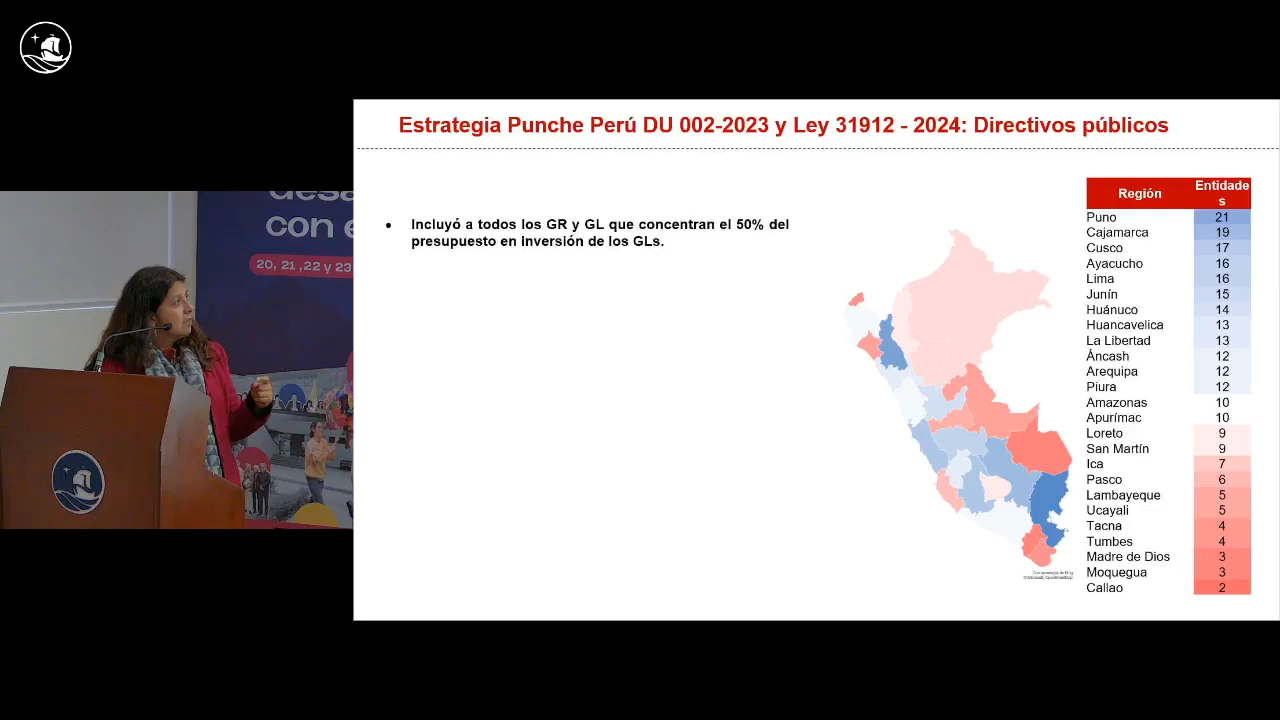 Estrategia Punche Perú DU 002-2023 y Ley 31912 - 2024: Directivos públicos
desa
con e
20, 21 ,22 y 23
• Incluyó a todos los GR y GL que concentran el 50% del
presupuesto en inversión de los GLs.
Región Entidade
s
Puno 21
Cajamarca 19
Cusco 17
Ayacucho 16
Lima 16
Junín 15
Huánuco 14
Huancavelica 13
La Libertad 13
Áncash 12
Arequipa 12
Piura 12
Amazonas 10
Apurímac 10
Loreto 9
San Martín 9
Ica 7
Pasco 6
Lambayeque 5
Ucayali 5
Tacna 4
Tumbes 4
Madre de Dios 3
Moquegua 3
Callao 2